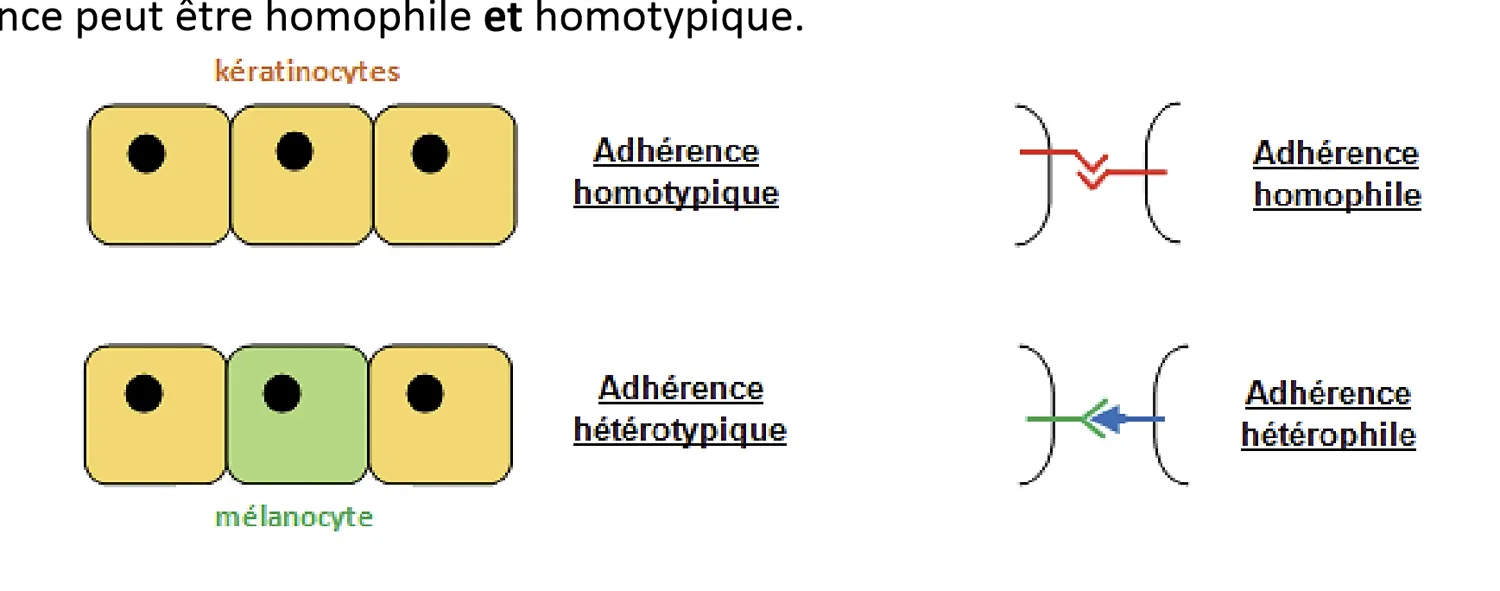 nce peut être homophile et homotypique.
kératinocytes
Adhérence
homotypique
Adhérence
homophile
Adhérence
hétérotypique
Adhérence
hétérophile
mélanocyte